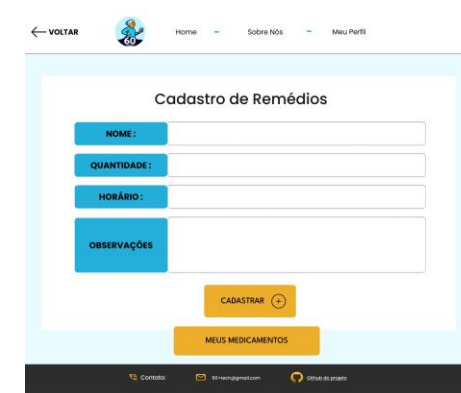 VOLTAR
60
Home – Sobre Nós – Meu Perfil
Cadastro de Remédios
NOME :
QUANTIDADE :
HORÁRIO :
OBSERVAÇÕES
CADASTRAR +
MEUS MEDICAMENTOS
Contato:
Github do projeto